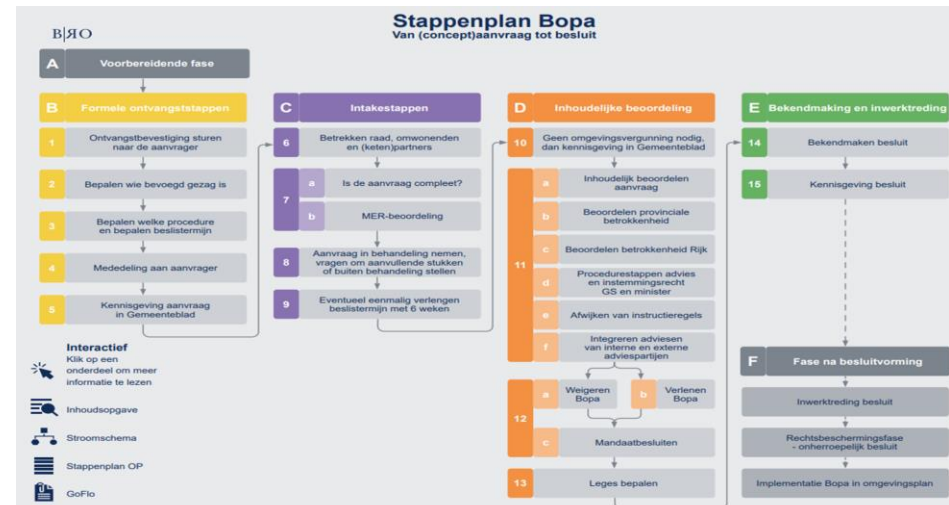 BRO
Stappenplan Bopa
Van (concept)aanvraag tot besluit
A Voorbereidende fase
B Formele ontvangststappen
1 Ontvangstbevestiging sturen
naar de aanvrager
2 Bepalen wie bevoegd gezag is
3 Bepalen welke procedure
en bepalen beslistermijn
4 Mededeling aan aanvrager
5 Kennisgeving aanvraag
in Gemeenteblad
Interactief
Klik op een
onderdeel om meer
informatie te lezen
Inhoudsopgave
Stroomschema
Stappenplan OP
GoFlo
C Intakestappen
6 Betrekken raad, omwonenden
en (keten)partners
7
a Is de aanvraag compleet?
b MER-beoordeling
8 Aanvraag in behandeling nemen,
vragen om aanvullende stukken
of buiten behandeling stellen
9 Eventueel eenmalig verlengen
beslistermijn met 6 weken
D Inhoudelijke beoordeling
10 Geen omgevingsvergunning nodig,
dan kennisgeving in Gemeenteblad
11
a Inhoudelijk beoordelen
aanvraag
b Beoordelen provinciale
betrokkenheid
c Beoordelen betrokkenheid Rijk
d Procedurestappen advies
en instemmingsrecht
GS en minister
e Afwijken van instructieregels
f Integreren adviesen
van interne en externe
adviespartijen
12
a Weigeren
Bopa
b Verlenen
Bopa
c Mandaatbesluiten
13 Leges bepalen
E Bekendmaking en inwerktreding
14 Bekendmaken besluit
15 Kennisgeving besluit
F Fase na besluitvorming
Inwerktreding besluit
Rechtsbeschermingsfase
- onherroepelijk besluit
Implementatie Bopa in omgevingsplan